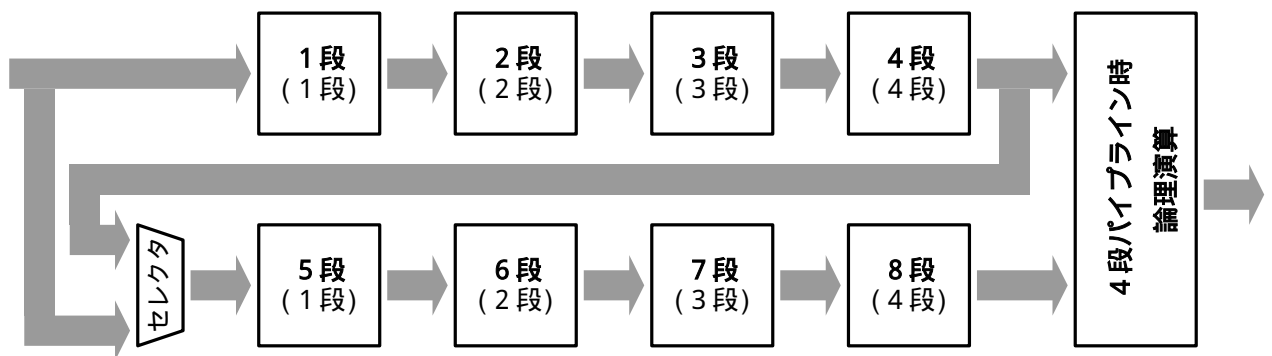 1段
(1段)
2段
(2段)
3段
(3段)
4段
(4段)
4段パイプライン時
論理演算
セレクタ
5段
(1段)
6段
(2段)
7段
(3段)
8段
(4段)